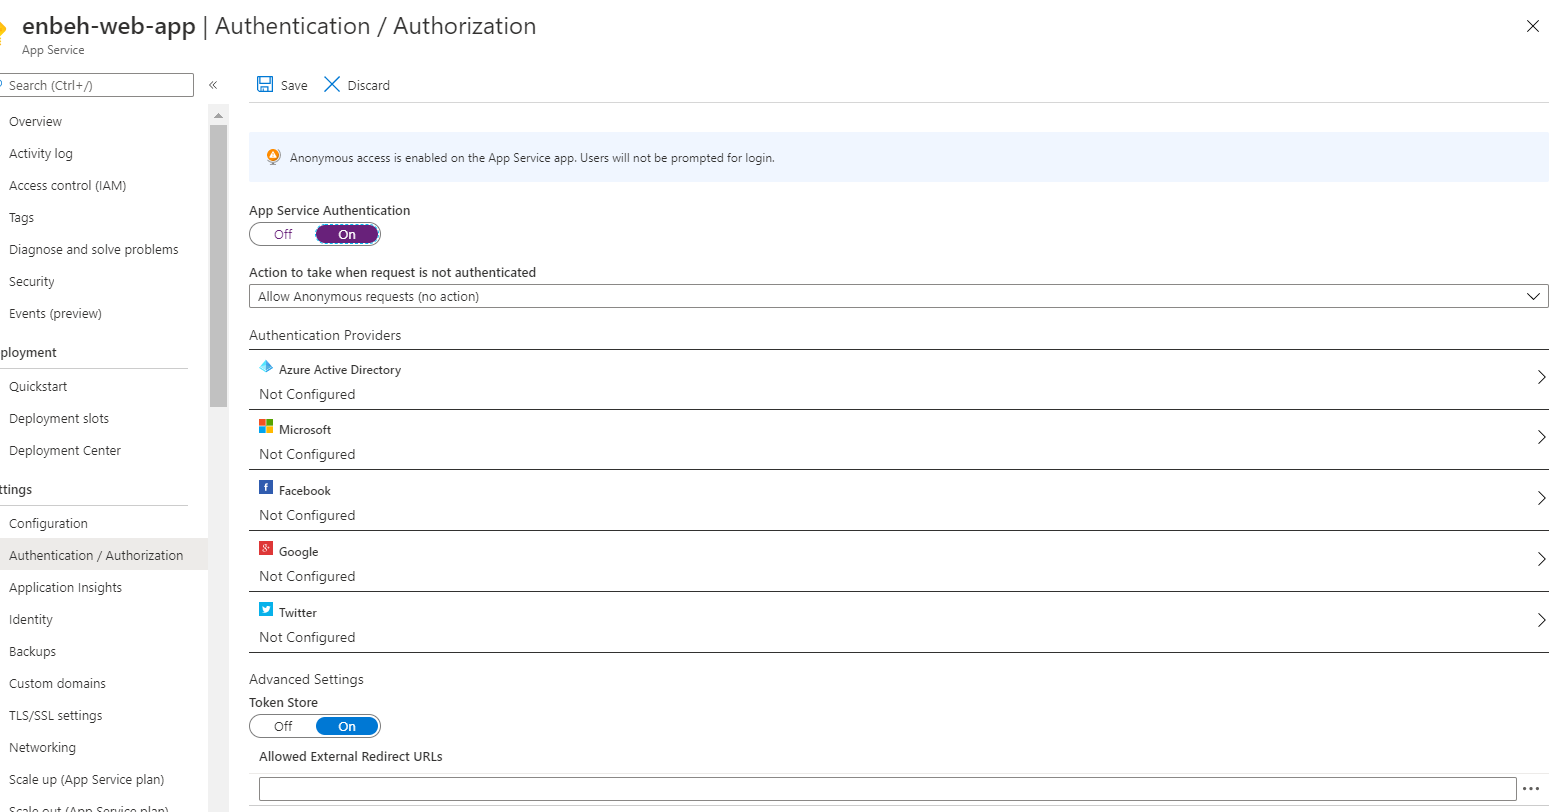 enbeh-web-app | Authentication / Authorization
App Service
Search (Ctrl+/)
«
Overview
Activity log
Access control (IAM)
Tags
Diagnose and solve problems
Security
Events (preview)
ployment
Quickstart
Deployment slots
Deployment Center
ttings
Configuration
Authentication / Authorization
Application Insights
Identity
Backups
Custom domains
TLS/SSL settings
Networking
Scale up (App Service plan)
Scale out (App Service plan)
Save Discard
Anonymous access is enabled on the App Service app. Users will not be prompted for login.
App Service Authentication
Off On
Action to take when request is not authenticated
Allow Anonymous requests (no action)
Authentication Providers
Azure Active Directory
Not Configured
Microsoft
Not Configured
Facebook
Not Configured
Google
Not Configured
Twitter
Not Configured
Advanced Settings
Token Store
Off On
Allowed External Redirect URLs